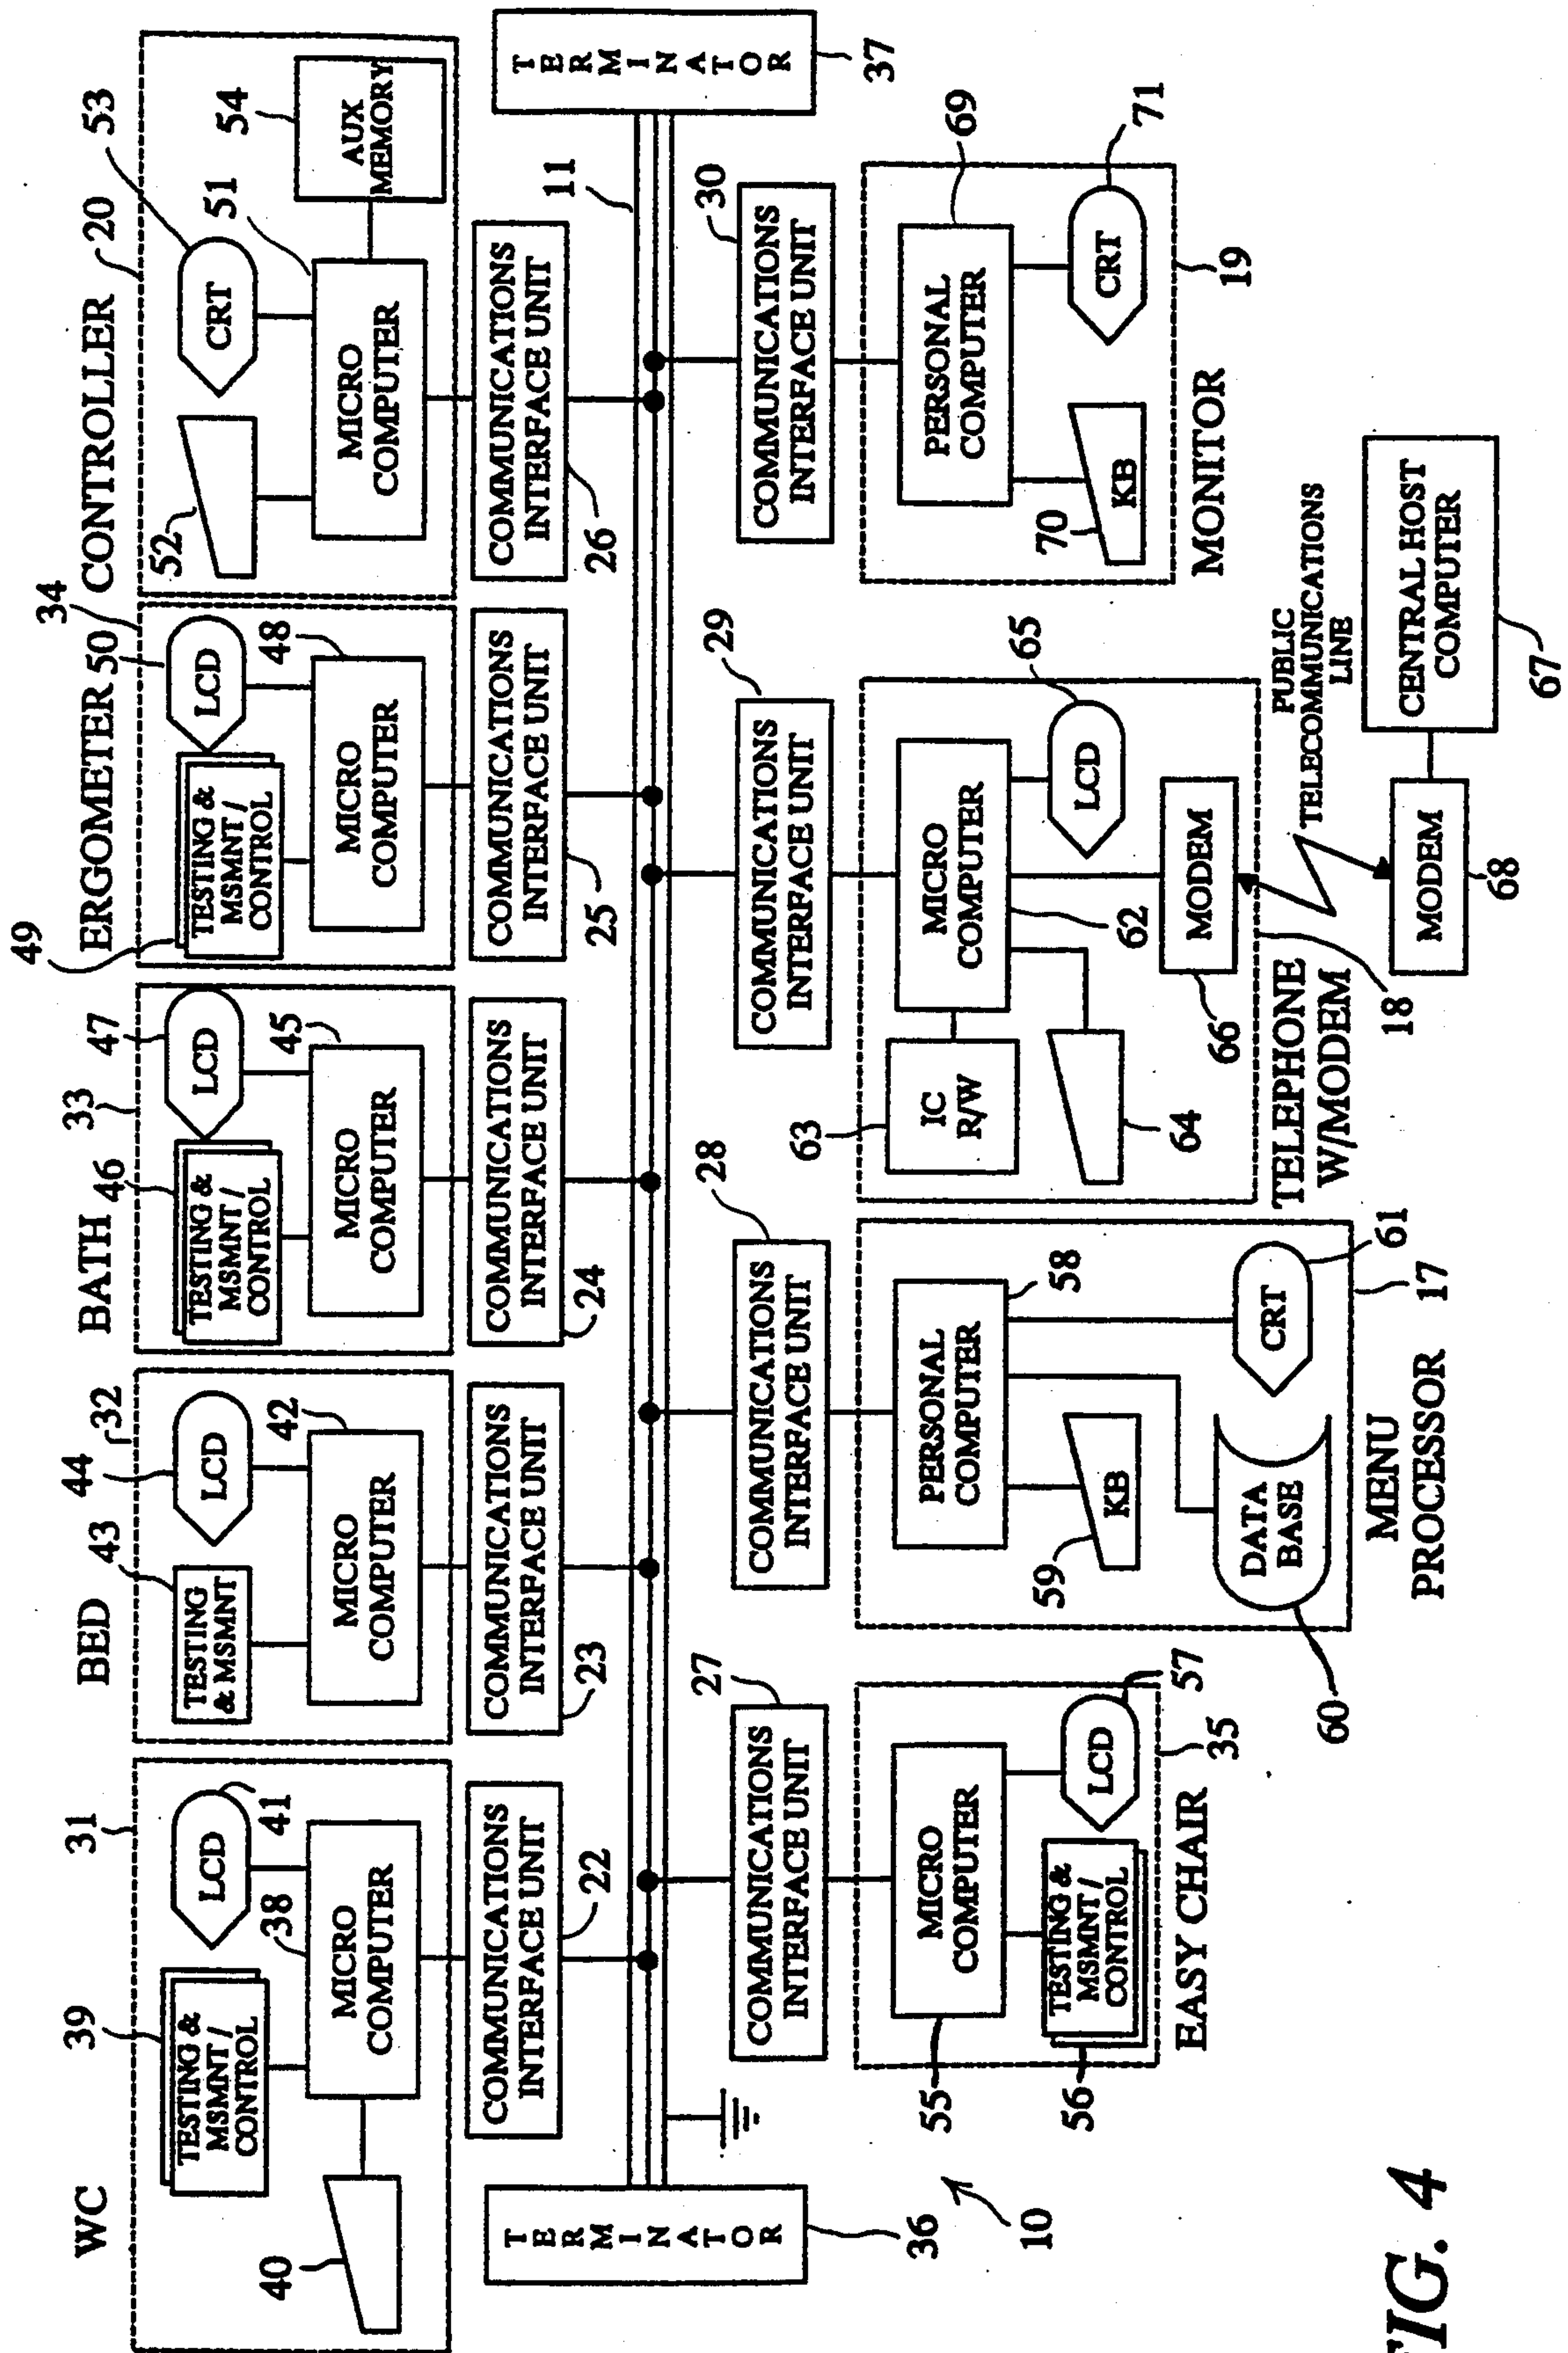 WC
31
39
TESTING &
MSMNT /
CONTROL
LCD
41
38
MICRO
COMPUTER
40
COMMUNICATIONS
INTERFACE UNIT
22
BED
43
44
32
TESTING
& MSMNT
LCD
42
MICRO
COMPUTER
COMMUNICATIONS
INTERFACE UNIT
23
BATH
46
33
47
TESTING &
MSMNT /
CONTROL
LCD
45
MICRO
COMPUTER
COMMUNICATIONS
INTERFACE UNIT
24
ERGOMETER
49
50
34
TESTING &
MSMNT /
CONTROL
LCD
48
MICRO
COMPUTER
COMMUNICATIONS
INTERFACE UNIT
25
CONTROLLER
20
53
52
CRT
51
54
MICRO
COMPUTER
AUX
MEMORY
COMMUNICATIONS
INTERFACE UNIT
26
TERMINATOR
36
10
11
TERMINATOR
37
27
COMMUNICATIONS
INTERFACE UNIT
MICRO
COMPUTER
55
TESTING &
MSMNT /
CONTROL
56
LCD
57
35
EASY CHAIR
28
COMMUNICATIONS
INTERFACE UNIT
PERSONAL
COMPUTER
58
KB
59
DATA
BASE
60
CRT
61
17
MENU
PROCESSOR
29
COMMUNICATIONS
INTERFACE UNIT
MICRO
COMPUTER
62
IC
R/W
63
64
LCD
65
MODEM
66
18
TELEPHONE
W/MODEM
PUBLIC
TELECOMMUNICATIONS
LINE
MODEM
68
CENTRAL HOST
COMPUTER
67
30
COMMUNICATIONS
INTERFACE UNIT
PERSONAL
COMPUTER
69
KB
70
CRT
71
19
MONITOR
FIG. 4